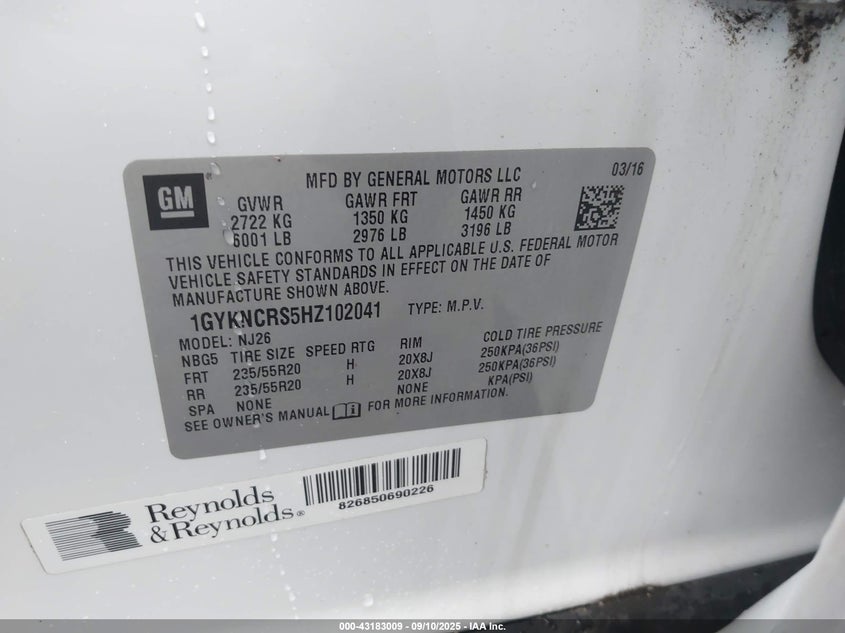 GM ®
MFD BY GENERAL MOTORS LLC 03/16
GVWR GAWR FRT GAWR RR
2722 KG 1350 KG 1450 KG
6001 LB 2976 LB 3196 LB
THIS VEHICLE CONFORMS TO ALL APPLICABLE U.S. FEDERAL MOTOR
VEHICLE SAFETY STANDARDS IN EFFECT ON THE DATE OF
MANUFACTURE SHOWN ABOVE.
1GYKNCRS5HZ102041 TYPE: M.P.V.
MODEL: NJ26
NBG5 TIRE SIZE SPEED RTG RIM COLD TIRE PRESSURE
FRT 235/55R20 H 20X8J 250KPA(36PSI)
RR 235/55R20 H 20X8J 250KPA(36PSI)
SPA NONE NONE KPA(PSI)
SEE OWNER'S MANUAL FOR MORE INFORMATION.
Reynolds
&Reynolds®
826850690226
000-43183009 - 09/10/2025 - IAA Inc.